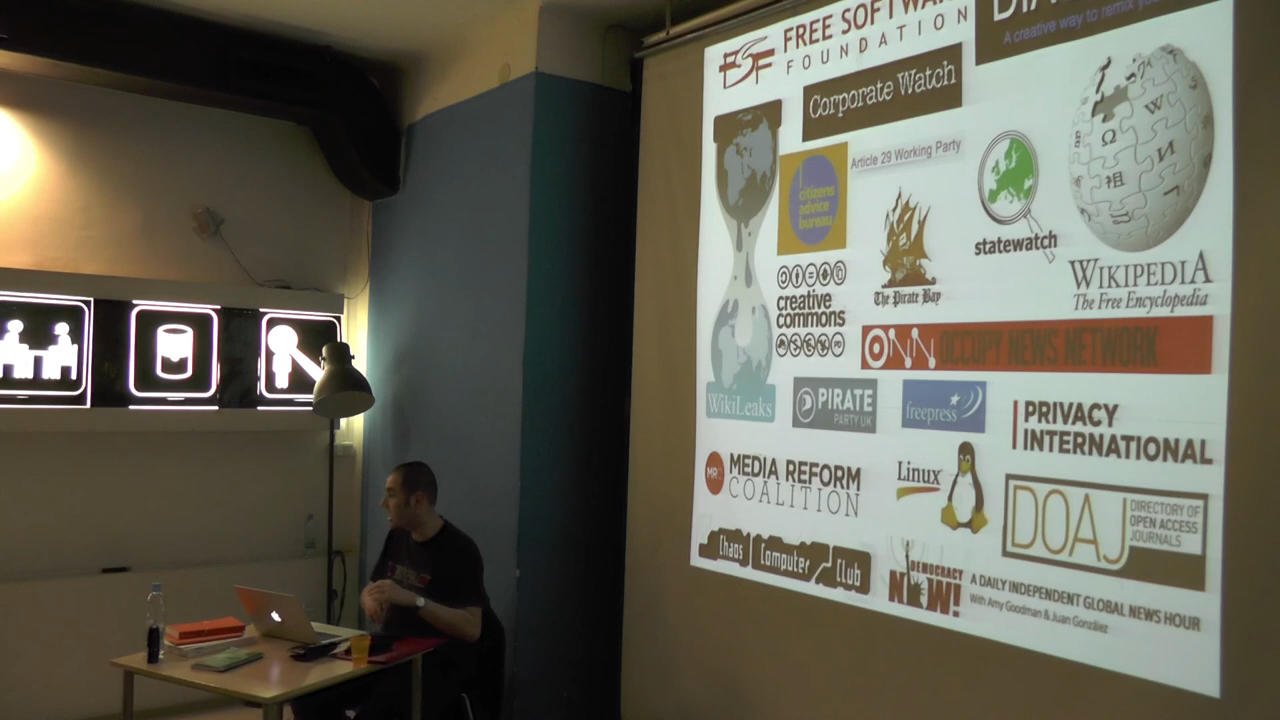 FREE SOFTWAR
FOUNDATION
A creative way to remix
Corporate Watch
citizens
advice
bureau
Article 29 Working Party
statewatch
WIKIPEDIA
The Free Encyclopedia
The Pirate Bay
creative
commons
OCCUPY NEWS NETWORK
WikiLeaks
PIRATE
PARTY UK
freepress
PRIVACY
INTERNATIONAL
MEDIA REFORM
COALITION
Linux
DOAJ
DIRECTORY OF
OPEN ACCESS
JOURNALS
Chaos Computer Club
DEMOCRACY
NOW!
A DAILY INDEPENDENT GLOBAL NEWS HOUR
With Amy Goodman & Juan González